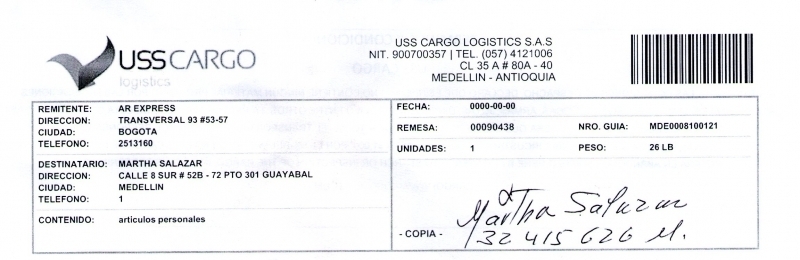 USSCARGO
logistics
USS CARGO LOGISTICS S.A.S
NIT. 900700357 | TEL. (057) 4121006
CL 35 A # 80A - 40
MEDELLIN - ANTIOQUIA
REMITENTE: AR EXPRESS
DIRECCION: TRANSVERSAL 93 #53-57
CIUDAD: BOGOTA
TELEFONO: 2513160
DESTINATARIO: MARTHA SALAZAR
DIRECCION: CALLE 8 SUR # 52B - 72 PTO 301 GUAYABAL
CIUDAD: MEDELLIN
TELEFONO: 1
CONTENIDO: articulos personales
FECHA: 0000-00-00
REMESA: 00090438 NRO. GUIA: MDE0008100121
UNIDADES: 1 PESO: 26 LB
Martha Salazar
- COPIA - 32415626 M.